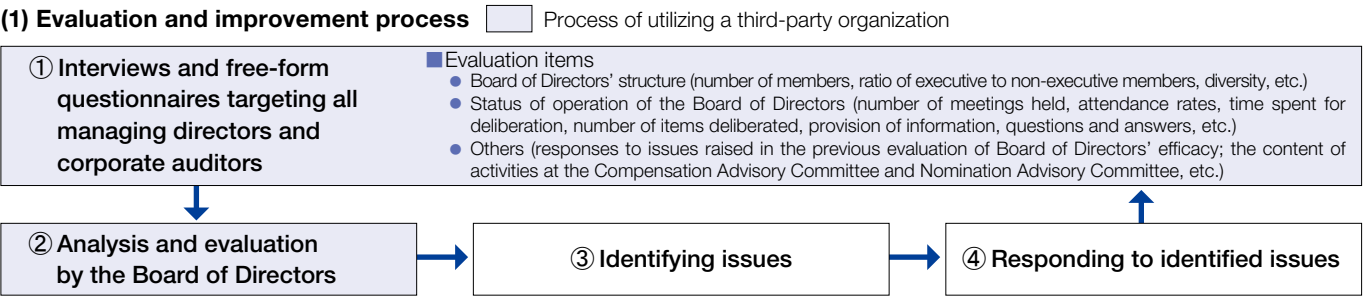 (1) Evaluation and improvement process Process of utilizing a third-party organization
① Interviews and free-form
questionnaires targeting all
managing directors and
corporate auditors
■Evaluation items
● Board of Directors’ structure (number of members, ratio of executive to non-executive members, diversity, etc.)
● Status of operation of the Board of Directors (number of meetings held, attendance rates, time spent for
deliberation, number of items deliberated, provision of information, questions and answers, etc.)
● Others (responses to issues raised in the previous evaluation of Board of Directors’ efficacy; the content of
activities at the Compensation Advisory Committee and Nomination Advisory Committee, etc.)
② Analysis and evaluation
by the Board of Directors
③ Identifying issues
④ Responding to identified issues